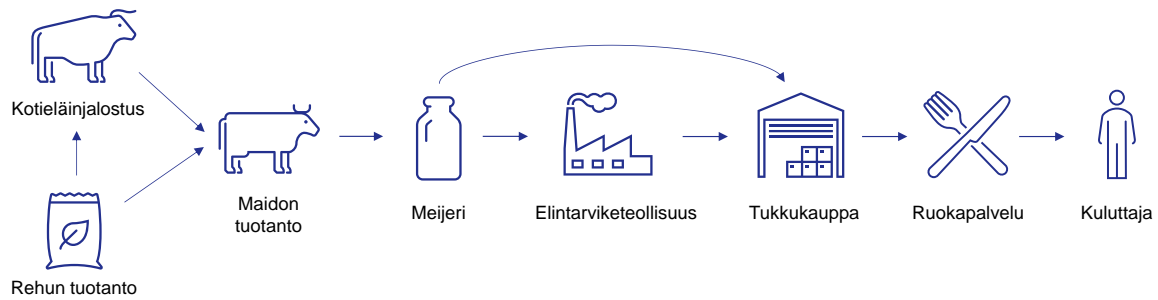 Kotieläinjalostus
Rehun tuotanto
Maidon
tuotanto
Meijeri
Elintarviketeollisuus
Tukkukauppa
Ruokapalvelu
Kuluttaja